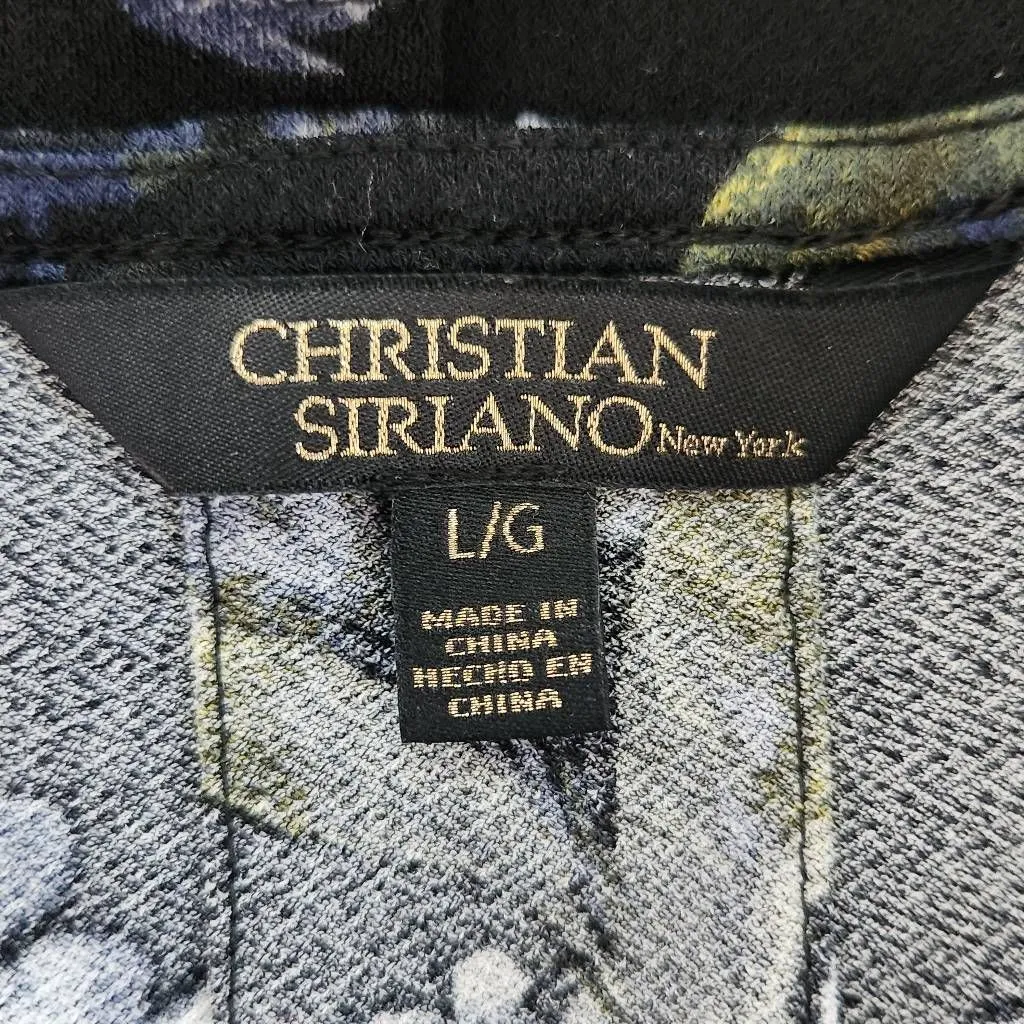 CHRISTIAN
SIRIANO New York
L/G
MADE IN
CHINA
HECHO EN
CHINA